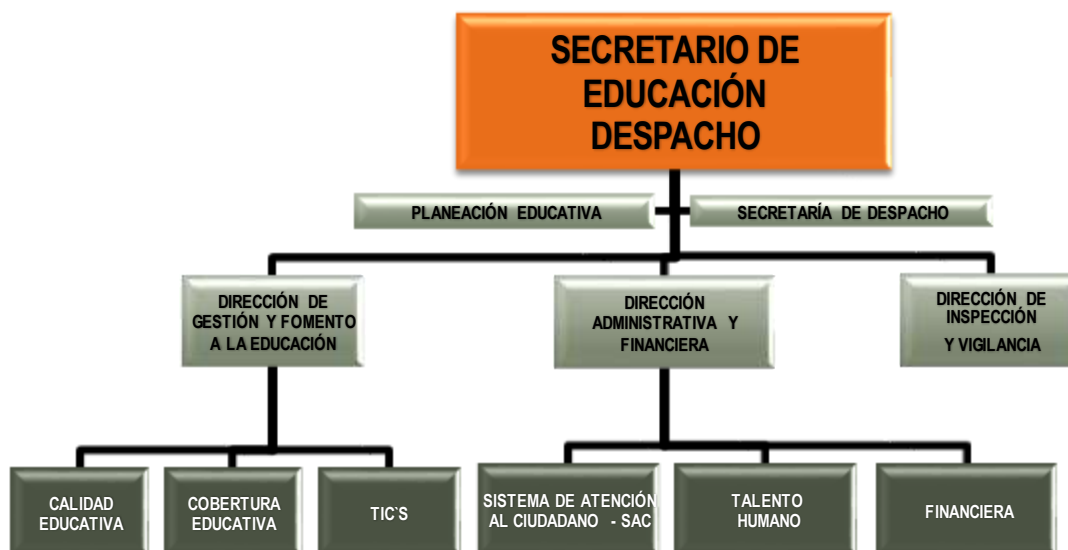 SECRETARIO DE
EDUCACIÓN
DESPACHO
PLANEACIÓN EDUCATIVA
SECRETARÍA DE DESPACHO
DIRECCIÓN DE
GESTIÓN Y FOMENTO
A LA EDUCACIÓN
DIRECCIÓN
ADMINISTRATIVA Y
FINANCIERA
DIRECCIÓN DE
INSPECCIÓN
Y VIGILANCIA
CALIDAD
EDUCATIVA
COBERTURA
EDUCATIVA
TIC`S
SISTEMA DE ATENCIÓN
AL CIUDADANO - SAC
TALENTO
HUMANO
FINANCIERA